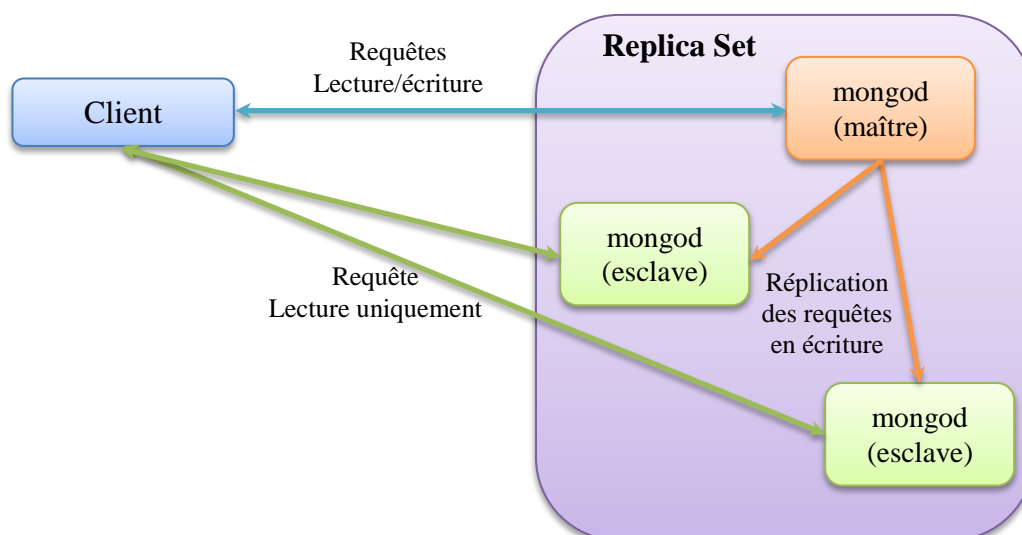 Replica Set
Requêtes
Lecture/écriture
Client
mongod
(maître)
mongod
(esclave)
Requête
Lecture uniquement
Réplication
des requêtes
en écriture
mongod
(esclave)